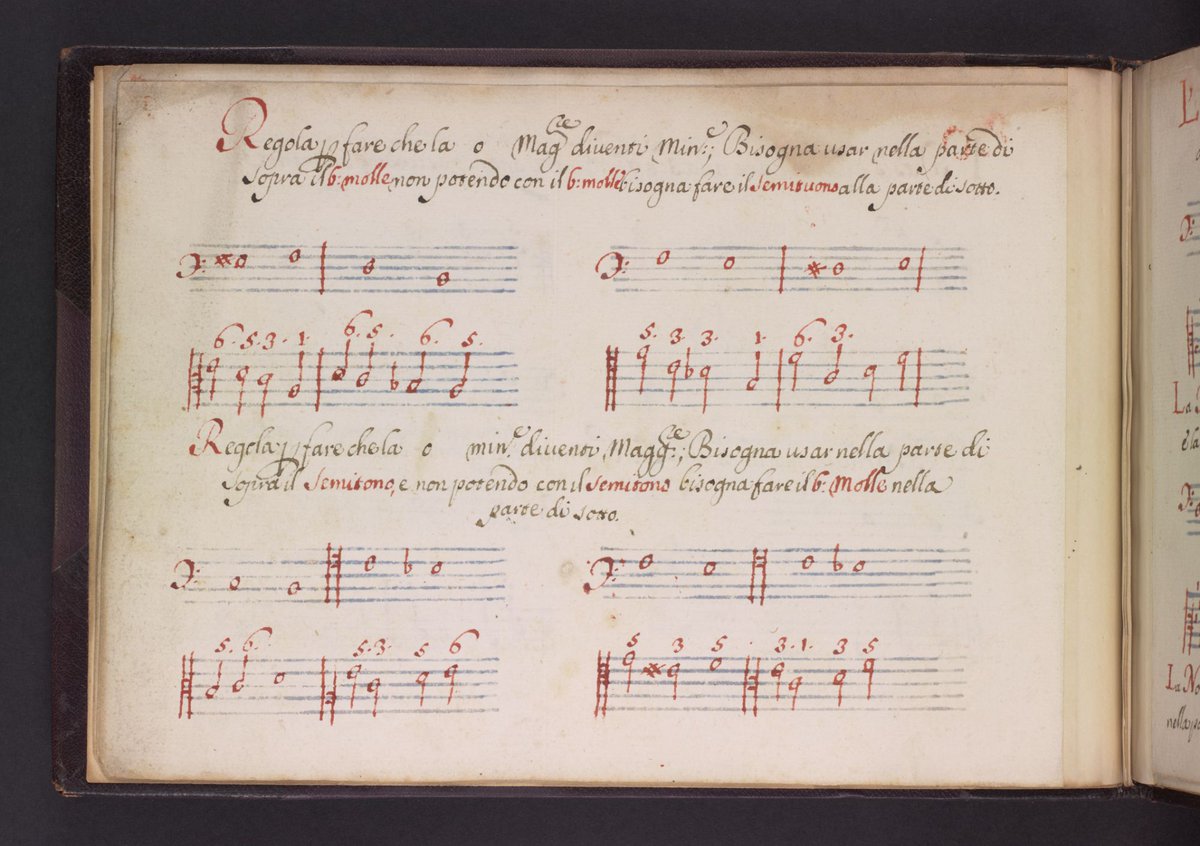 Regola p fare che la o Mag.ce diventi Min.e; Bisogna usar nella parte di
sopra il b: molle non potendo con il b: molle bisogna fare il semituono alla parte di sotto.
6. 5. 3. 1. 6. 5. 6. 5.
5. 3. 3. 1. 6. 3.
Regola p fare che la o min.e diventi Magg.ce; Bisogna usar nella parte di
sopra il Semitono, e non potendo con il semitono bisogna fare il b: Molle nella
parte di sotto.
5. 6. 5. 3. 5 6
5 3 5 3. 1. 3 5